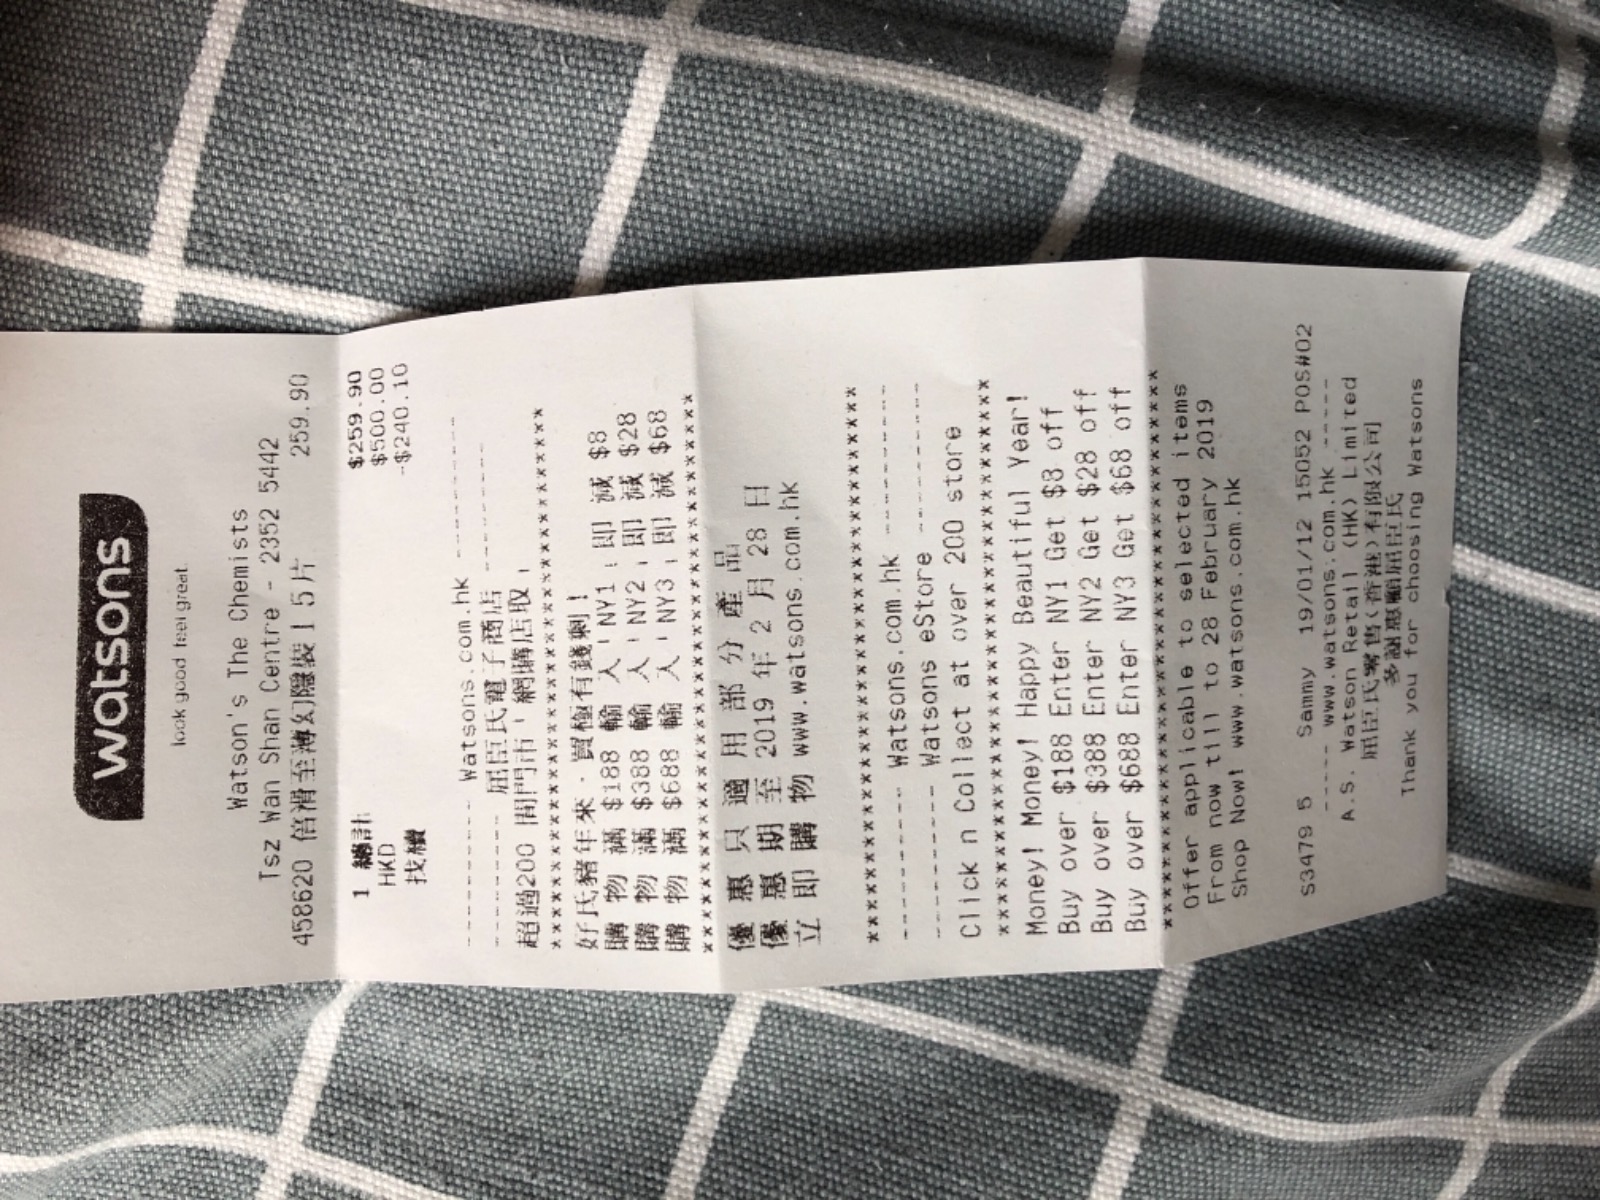 watsons
look good feel great.
Watson's The Chemists
Tsz Wan Shan Centre - 2352 5442
458620 倍滑至薄幻隱裝15片 259.90
1 總計 $259.90
HKD $500.00
找續 -$240.10
---------- Watsons.com.hk ----------
--------- 屈臣氏電子商店 ---------
超過200 間門市「網購店取」
************************************
好氏豬年來‧買極有錢剩!
購 物 滿 $188 輸 入「NY1」即 減 $8
購 物 滿 $388 輸 入「NY2」即 減 $28
購 物 滿 $688 輸 入「NY3」即 減 $68
************************************
優 惠 只 適 用 部 分 產 品
優 惠 期 至 2019 年 2 月 28 日
立 即 購 物 www.watsons.com.hk
************************************
---------- Watsons.com.hk ----------
---------- Watsons eStore ----------
Click n Collect at over 200 store
************************************
Money! Money! Happy Beautiful Year!
Buy over $188 Enter NY1 Get $8 off
Buy over $388 Enter NY2 Get $28 off
Buy over $688 Enter NY3 Get $68 off
************************************
Offer applicable to selected items
From now till to 28 February 2019
Shop Now! www.watsons.com.hk
S3479 5 Sammy 19/01/12 15052 POS#02
----- www.watsons.com.hk -----
A.S. Watson Retail (HK) Limited
屈臣氏零售(香港)有限公司
多謝惠顧屈臣氏
Thank you for choosing Watsons